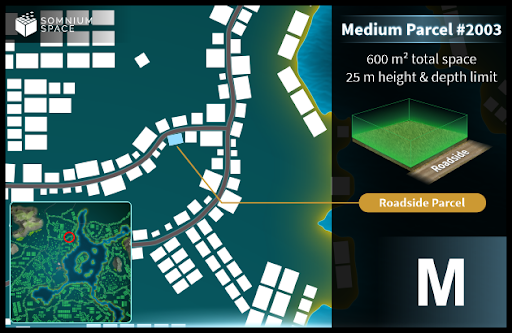 SOMNIUM
SPACE
Medium Parcel #2003
600 m² total space
25 m height & depth limit
Roadside
Roadside Parcel
M